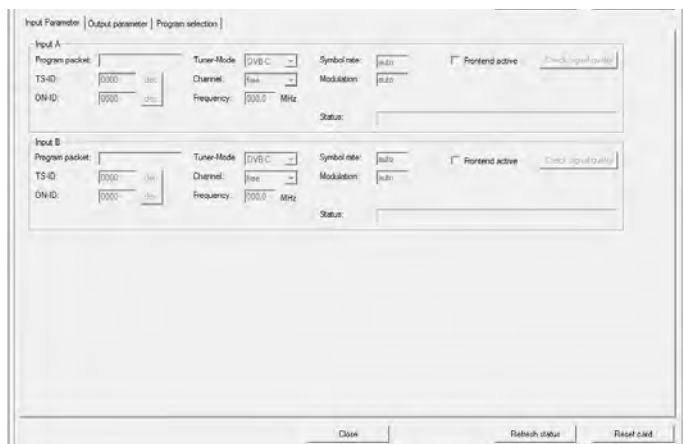 Input Parameter | Output parameter | Program selection |
Input A
Program packet: Tuner-Mode DVB-C Symbol rate: auto Frontend active Check signal quality
TS-ID: 0000 dec Channel: free Modulation: auto
ON-ID: 0000 dec Frequency: 000,0 MHz
Status:
Input B
Program packet: Tuner-Mode DVB-C Symbol rate: auto Frontend active Check signal quality
TS-ID: 0000 dec Channel: free Modulation: auto
ON-ID: 0000 dec Frequency: 000,0 MHz
Status:
Close Refresh status Reset card